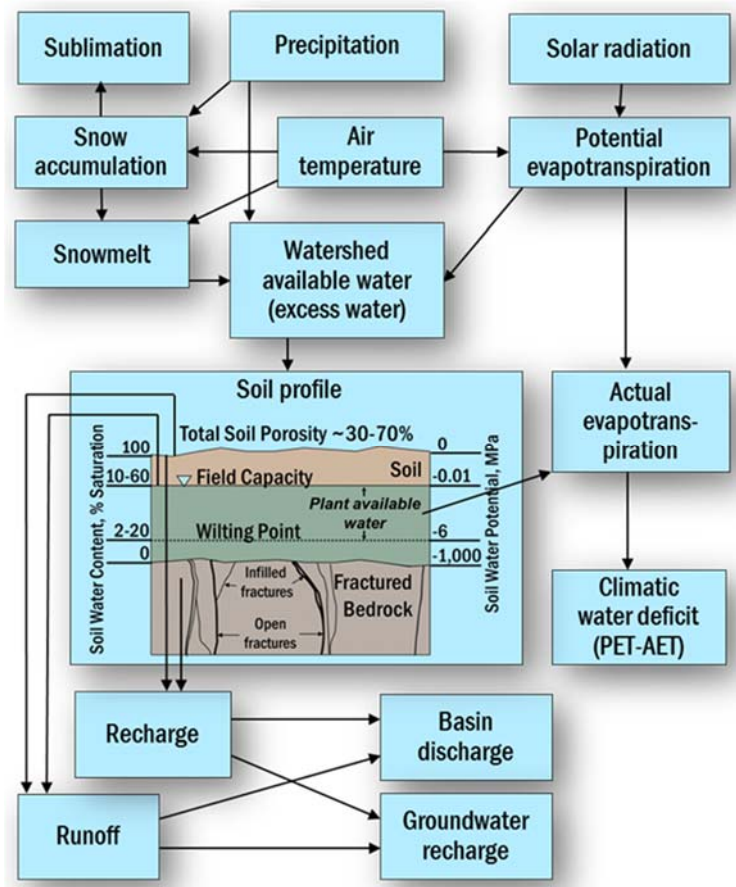 Sublimation
Precipitation
Solar radiation
Snow
accumulation
Air
temperature
Potential
evapotranspiration
Snowmelt
Watershed
available water
(excess water)
Soil profile
Total Soil Porosity ~30-70%
Soil Water Content, % Saturation
100
10-60
2-20
0
Field Capacity
Soil
Plant available
water
Wilting Point
0
-0.01
-6
-1,000
Soil Water Potential, MPa
Infilled
fractures
Fractured
Bedrock
Open
fractures
Actual
evapotrans-
piration
Climatic
water deficit
(PET-AET)
Recharge
Basin
discharge
Runoff
Groundwater
recharge